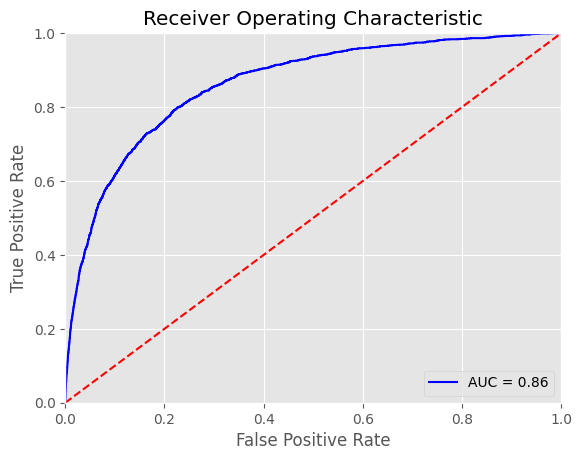 Receiver Operating Characteristic
True Positive Rate
1.0
0.8
0.6
0.4
0.2
0.0
AUC = 0.86
0.0 0.2 0.4 0.6 0.8 1.0
False Positive Rate